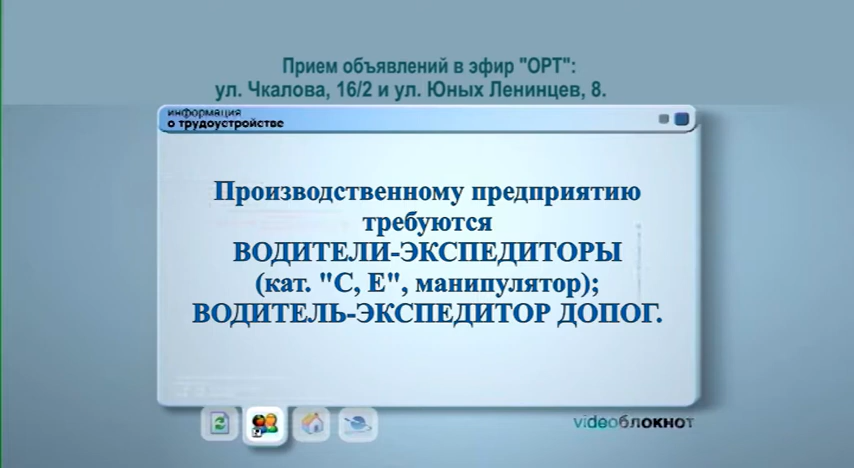 Прием объявлений в эфир "ОРТ":
ул. Чкалова, 16/2 и ул. Юных Ленинцев, 8.
информация
о трудоустройстве
Производственному предприятию
требуются
ВОДИТЕЛИ-ЭКСПЕДИТОРЫ
(кат. "С, Е", манипулятор);
ВОДИТЕЛЬ-ЭКСПЕДИТОР ДОПОГ.
videoблокнот